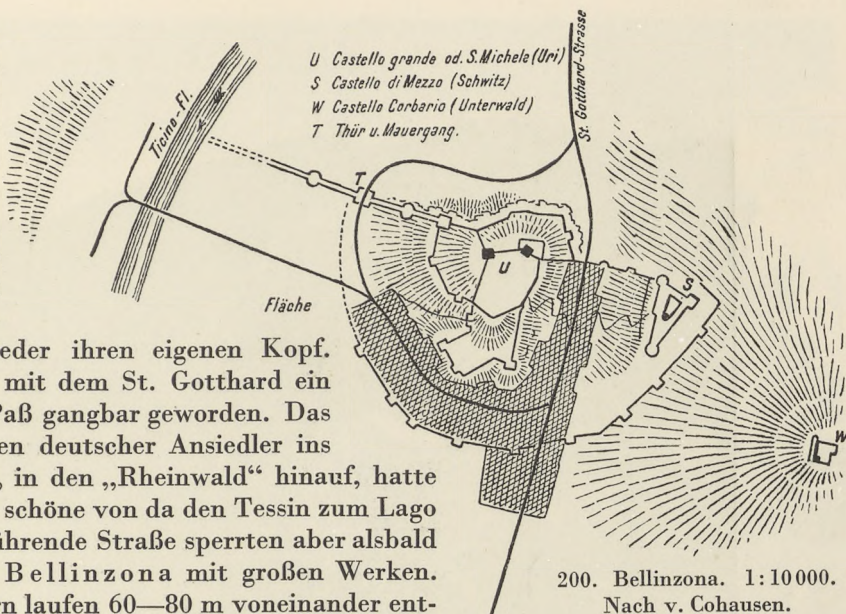 U Castello grande od. S. Michele (Uri)
S Castello di Mezzo (Schwitz)
W Castello Corbario (Unterwald)
T Thür u. Mauergang.
St. Gotthard-Strasse
Ticino-Fl.
T
U
S
W
Fläche
eder ihren eigenen Kopf.
mit dem St. Gotthard ein
Paß gangbar geworden. Das
en deutscher Ansiedler ins
, in den „Rheinwald“ hinauf, hatte
schöne von da den Tessin zum Lago
ührende Straße sperrten aber alsbald
Bellinzona mit großen Werken.
rn laufen 60—80 m voneinander ent-
200. Bellinzona. 1:10000.
Nach v. Cohausen.